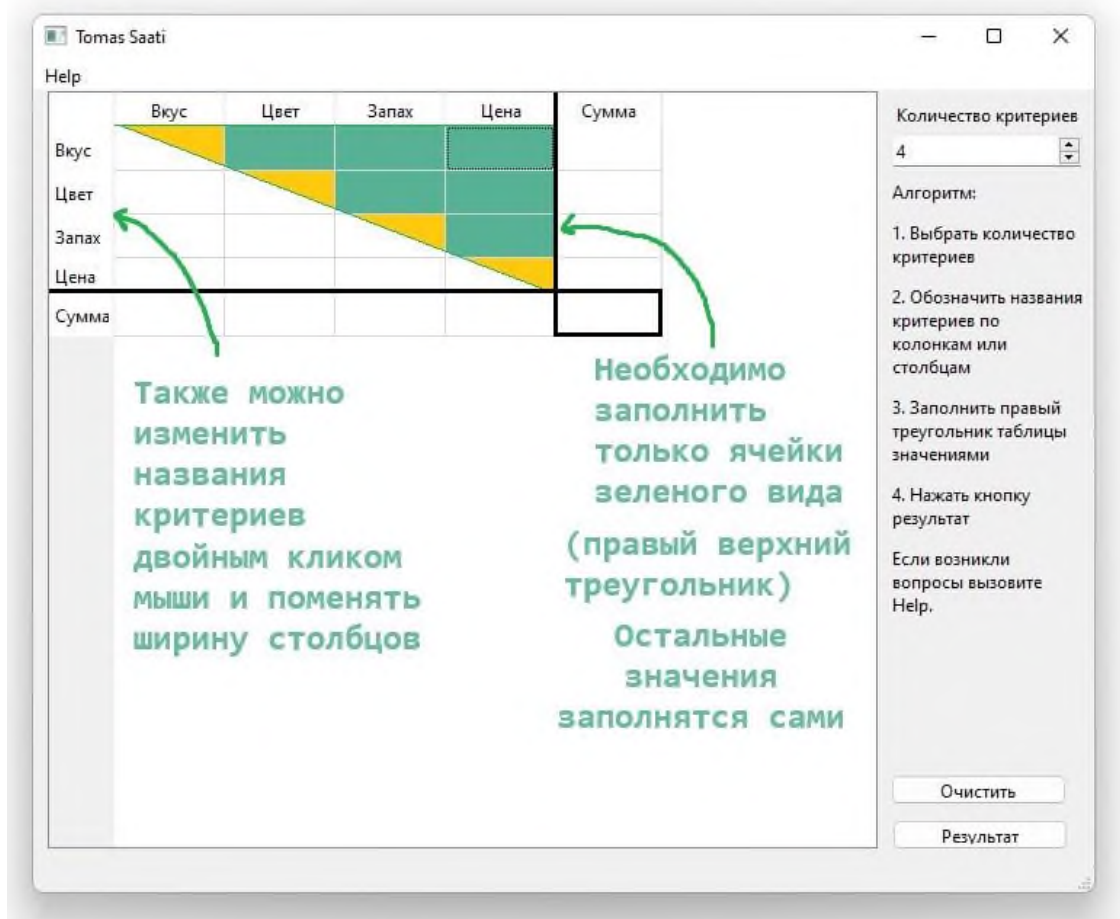 Tomas Saati
Help
Вкус Цвет Запах Цена Сумма
Вкус
Цвет
Запах
Цена
Сумма
Также можно
изменить
названия
критериев
двойным кликом
мыши и поменять
ширину столбцов
Необходимо
заполнить
только ячейки
зеленого вида
(правый верхний
треугольник)
Остальные
значения
заполнятся сами
Количество критериев
4
Алгоритм:
1. Выбрать количество
критериев
2. Обозначить названия
критериев по
колонкам или
столбцам
3. Заполнить правый
треугольник таблицы
значениями
4. Нажать кнопку
результат
Если возникли
вопросы вызовите
Help.
Очистить
Результат